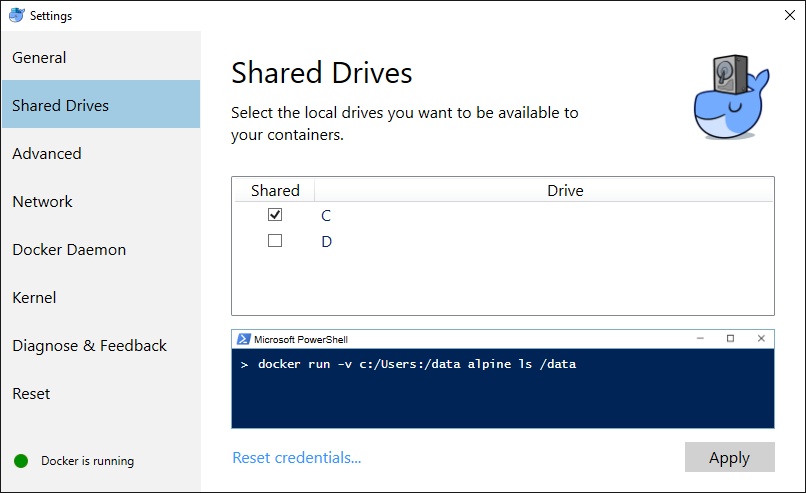 Settings
General
Shared Drives
Advanced
Network
Docker Daemon
Kernel
Diagnose & Feedback
Reset
Docker is running
Shared Drives
Select the local drives you want to be available to
your containers.
Shared Drive
C
D
Microsoft PowerShell
> docker run -v c:/Users:/data alpine ls /data
Reset credentials...
Apply